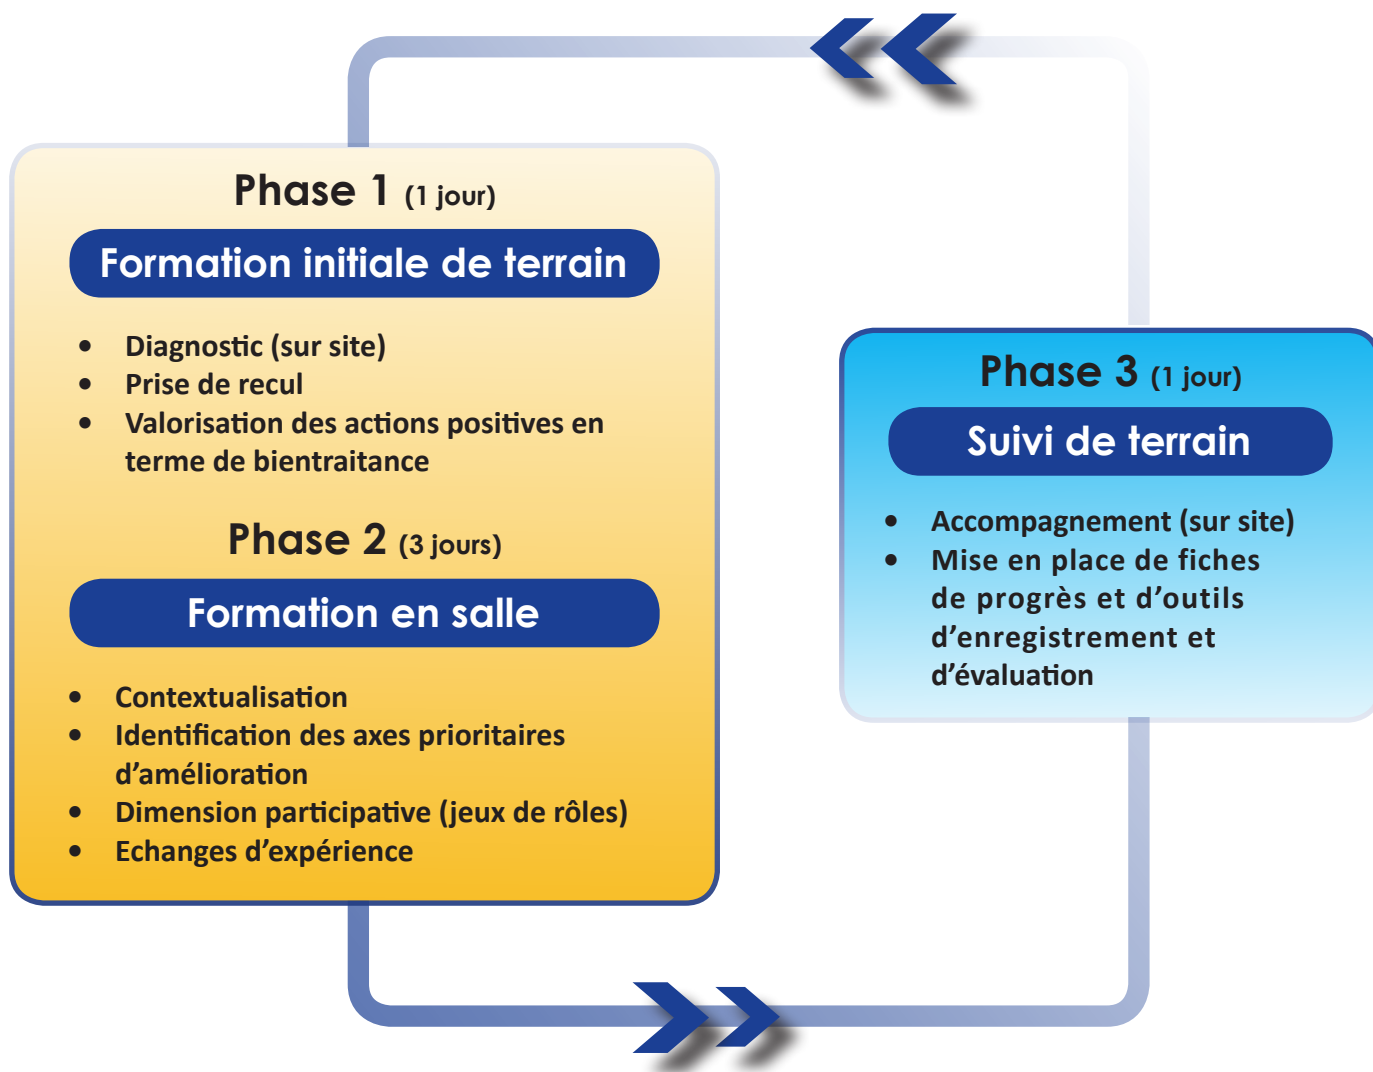 Phase 1 (1 jour)
Formation initiale de terrain
• Diagnostic (sur site)
• Prise de recul
• Valorisation des actions positives en
terme de bientraitance
Phase 2 (3 jours)
Formation en salle
• Contextualisation
• Identification des axes prioritaires
d’amélioration
• Dimension participative (jeux de rôles)
• Echanges d’expérience
Phase 3 (1 jour)
Suivi de terrain
• Accompagnement (sur site)
• Mise en place de fiches
de progrès et d’outils
d’enregistrement et
d’évaluation